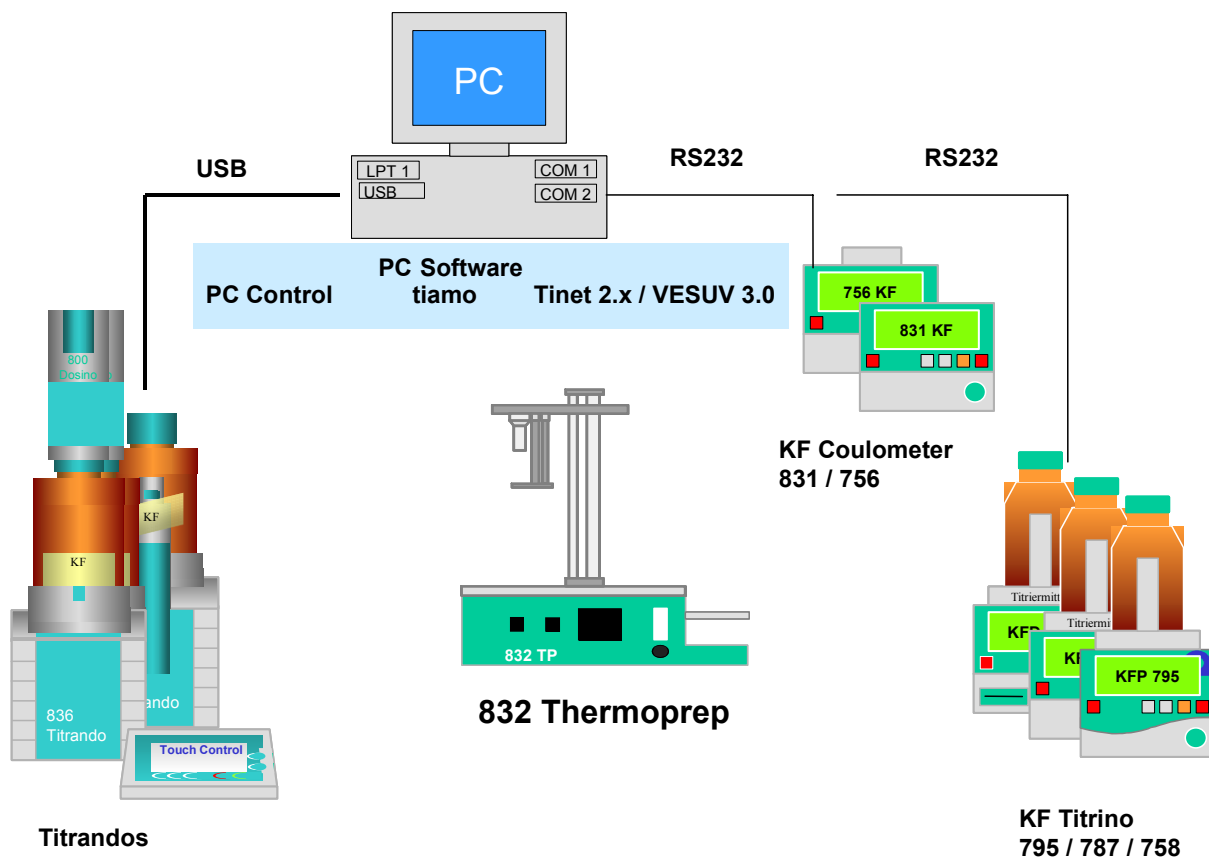 PC
USB
RS232
RS232
LPT 1
USB
COM 1
COM 2
PC Control
PC Software
tiamo
Tinet 2.x / VESUV 3.0
756 KF
831 KF
KF Coulometer
831 / 756
800
Dosino
KF
KF
836
Titrando
ando
Touch Control
Titrandos
832 TP
832 Thermoprep
Titriermitt
Titriermi
KFP
KF
KFP 795
KF Titrino
795 / 787 / 758